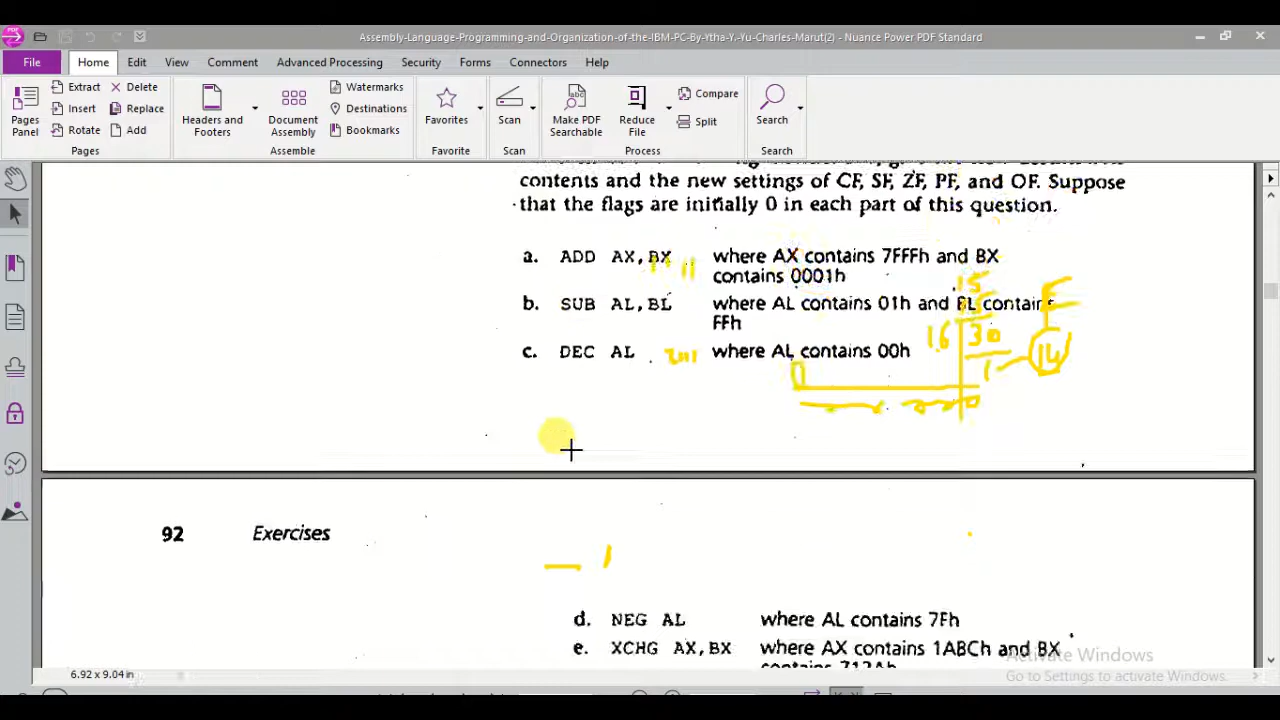 Assembly-Language-Programming-and-Organization-of-the-IBM-PC-By-Ytha-Y.-Yu-Charles-Marut(2) - Nuance Power PDF Standard
File Home Edit View Comment Advanced Processing Security Forms Connectors Help
Pages Panel
Extract
Insert
Rotate
Delete
Replace
Add
Pages
Headers and Footers
Document Assembly
Watermarks
Destinations
Bookmarks
Assemble
Favorites
Favorite
Scan
Scan
Make PDF Searchable
Reduce File
Compare
Split
Process
Search
Search
contents and the new settings of CF, SF, ZF, PF, and OF. Suppose
that the flags are initially 0 in each part of this question.
a. ADD AX,BX where AX contains 7FFFh and BX
contains 0001h
b. SUB AL,BL where AL contains 01h and BL contains
FFh
c. DEC AL where AL contains 00h
15
E
16 30
1 14
92 Exercises
d. NEG AL where AL contains 7Fh
e. XCHG AX,BX where AX contains 1ABCh and BX
contains 712Ah
Activate Windows
Go to Settings to activate Windows.
6.92 x 9.04 in